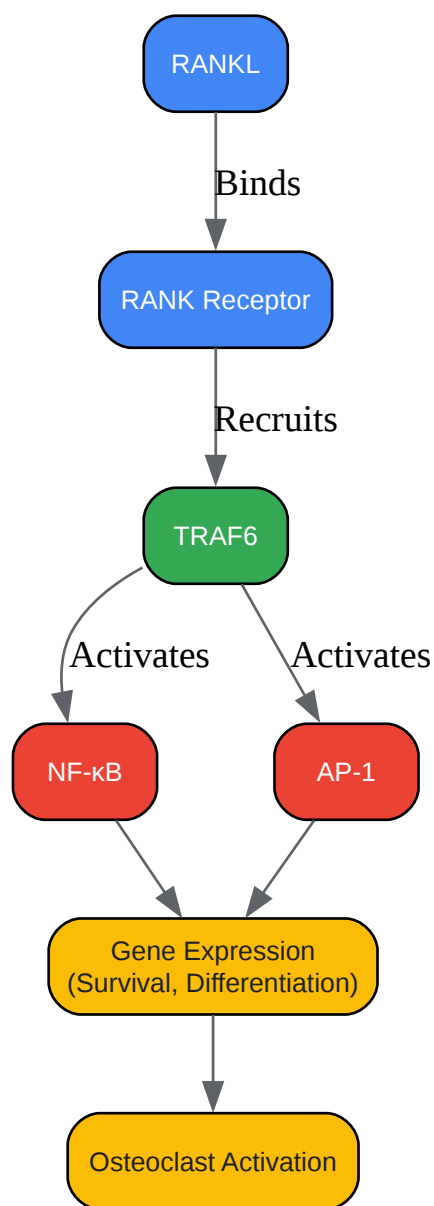 RANKL
Binds
RANK Receptor
Recruits
TRAF6
Activates
Activates
NF-κB
AP-1
Gene Expression
(Survival, Differentiation)
Osteoclast Activation